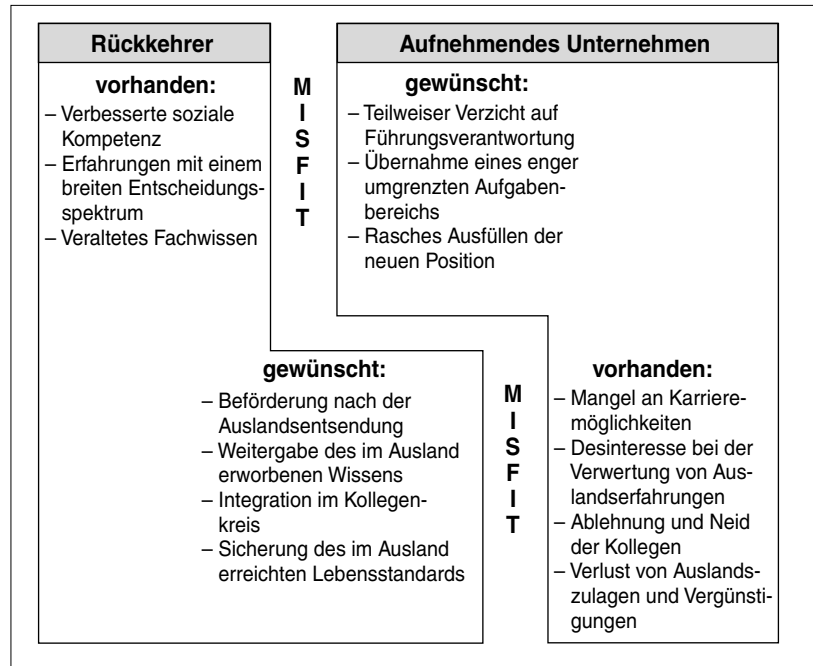 Rückkehrer
Aufnehmendes Unternehmen
vorhanden:
– Verbesserte soziale
Kompetenz
– Erfahrungen mit einem
breiten Entscheidungs-
spektrum
– Veraltetes Fachwissen
M
I
S
F
I
T
gewünscht:
– Teilweiser Verzicht auf
Führungsverantwortung
– Übernahme eines enger
umgrenzten Aufgaben-
bereichs
– Rasches Ausfüllen der
neuen Position
gewünscht:
– Beförderung nach der
Auslandsentsendung
– Weitergabe des im Ausland
erworbenen Wissens
– Integration im Kollegen-
kreis
– Sicherung des im Ausland
erreichten Lebensstandards
M
I
S
F
I
T
vorhanden:
– Mangel an Karriere-
möglichkeiten
– Desinteresse bei der
Verwertung von Aus-
landserfahrungen
– Ablehnung und Neid
der Kollegen
– Verlust von Auslands-
zulagen und Vergünsti-
gungen